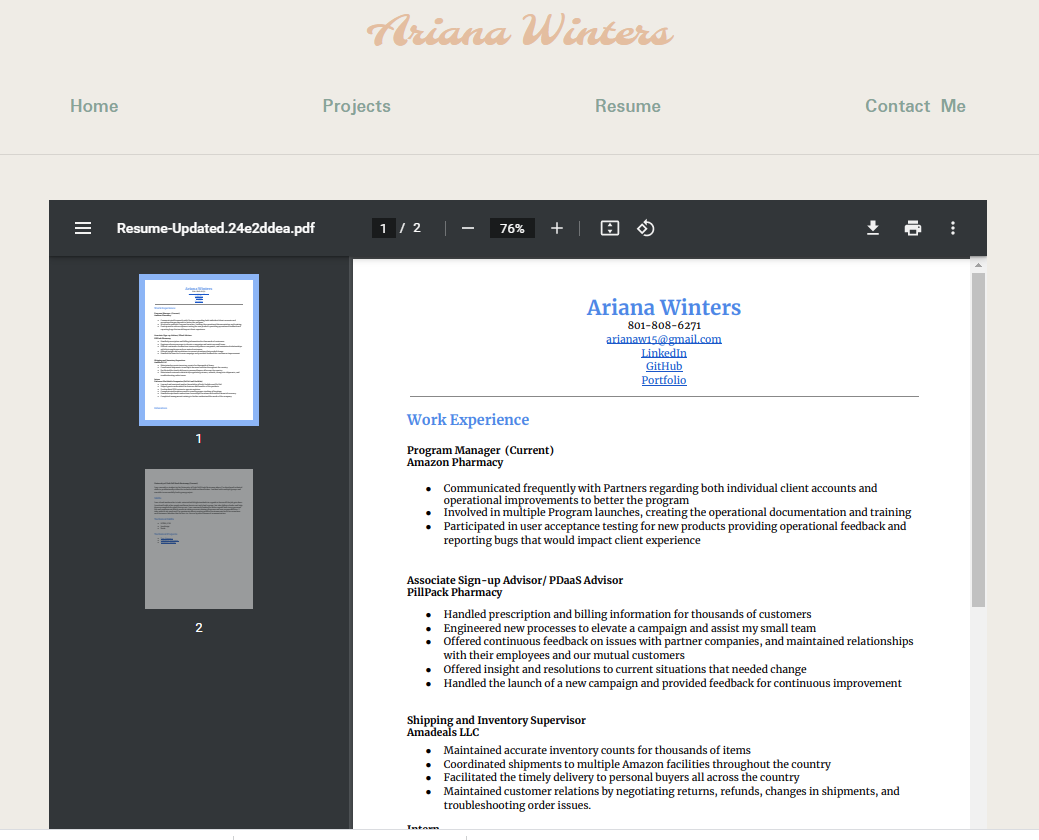 Ariana Winters
Home Projects Resume Contact Me
Resume-Updated.24e2ddea.pdf 1 / 2 76%
Ariana Winters
801-808-6271
arianaw15@gmail.com
LinkedIn
GitHub
Portfolio
Work Experience
Program Manager (Current)
Amazon Pharmacy
● Communicated frequently with Partners regarding both individual client accounts and
operational improvements to better the program
● Involved in multiple Program launches, creating the operational documentation and training
● Participated in user acceptance testing for new products providing operational feedback and
reporting bugs that would impact client experience
Associate Sign-up Advisor/ PDaaS Advisor
PillPack Pharmacy
● Handled prescription and billing information for thousands of customers
● Engineered new processes to elevate a campaign and assist my small team
● Offered continuous feedback on issues with partner companies, and maintained relationships
with their employees and our mutual customers
● Offered insight and resolutions to current situations that needed change
● Handled the launch of a new campaign and provided feedback for continuous improvement
Shipping and Inventory Supervisor
Amadeals LLC
● Maintained accurate inventory counts for thousands of items
● Coordinated shipments to multiple Amazon facilities throughout the country
● Facilitated the timely delivery to personal buyers all across the country
● Maintained customer relations by negotiating returns, refunds, changes in shipments, and
troubleshooting order issues.
Intern
1
2